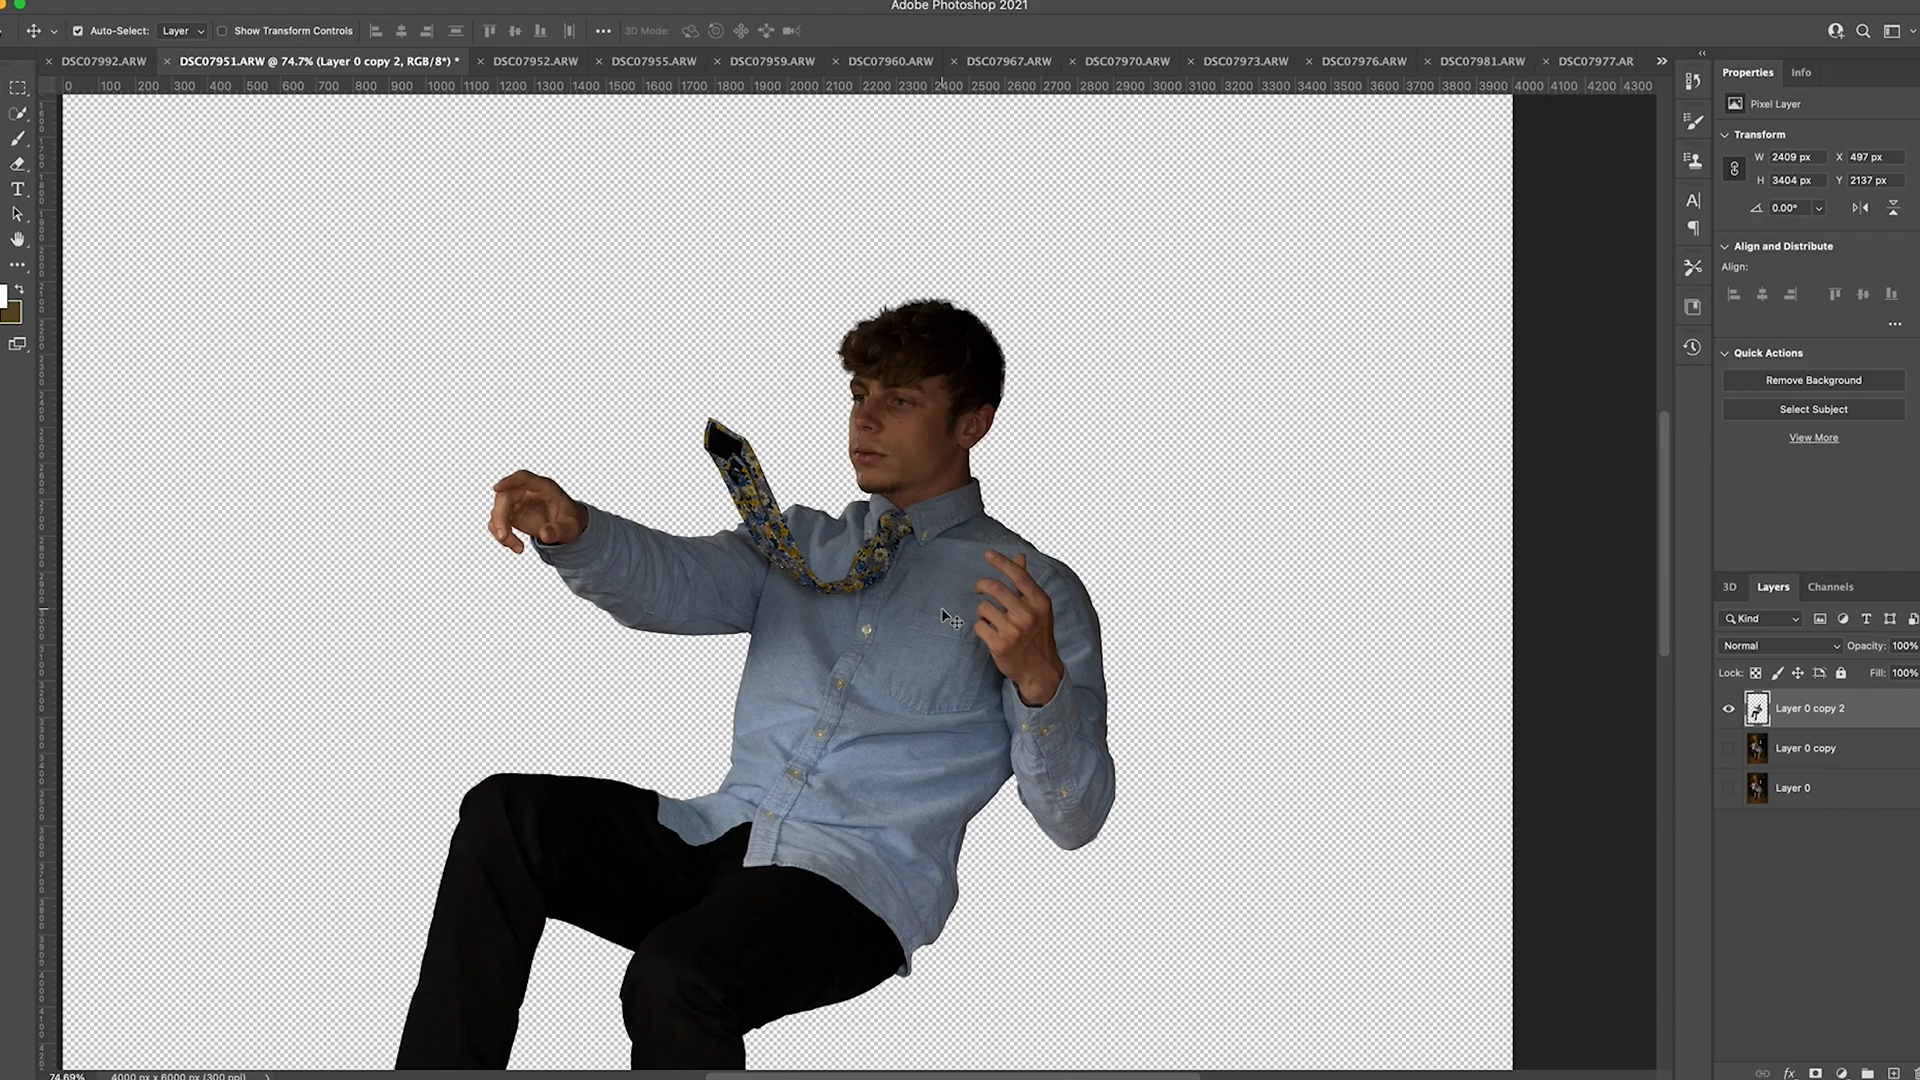 Adobe Photoshop 2021
Auto-Select: Layer Show Transform Controls 3D Mode:
DSC07992.ARW DSC07951.ARW @ 74.7% (Layer 0 copy 2, RGB/8*) * DSC07952.ARW DSC07955.ARW DSC07959.ARW DSC07960.ARW DSC07967.ARW DSC07970.ARW DSC07973.ARW DSC07976.ARW DSC07981.ARW DSC07977.AR
0 100 200 300 400 500 600 700 800 900 1000 1100 1200 1300 1400 1500 1600 1700 1800 1900 2000 2100 2200 2300 2400 2500 2600 2700 2800 2900 3000 3100 3200 3300 3400 3500 3600 3700 3800 3900 4000 4100 4200 4300
Properties Info
Pixel Layer
Transform
W 2409 px X 497 px
H 3404 px Y 2137 px
0.00°
Align and Distribute
Align:
Quick Actions
Remove Background
Select Subject
View More
3D Layers Channels
Kind
Normal Opacity: 100%
Lock: Fill: 100%
Layer 0 copy 2
Layer 0 copy
Layer 0
74.69% 4000 px x 6000 px (300 ppi)